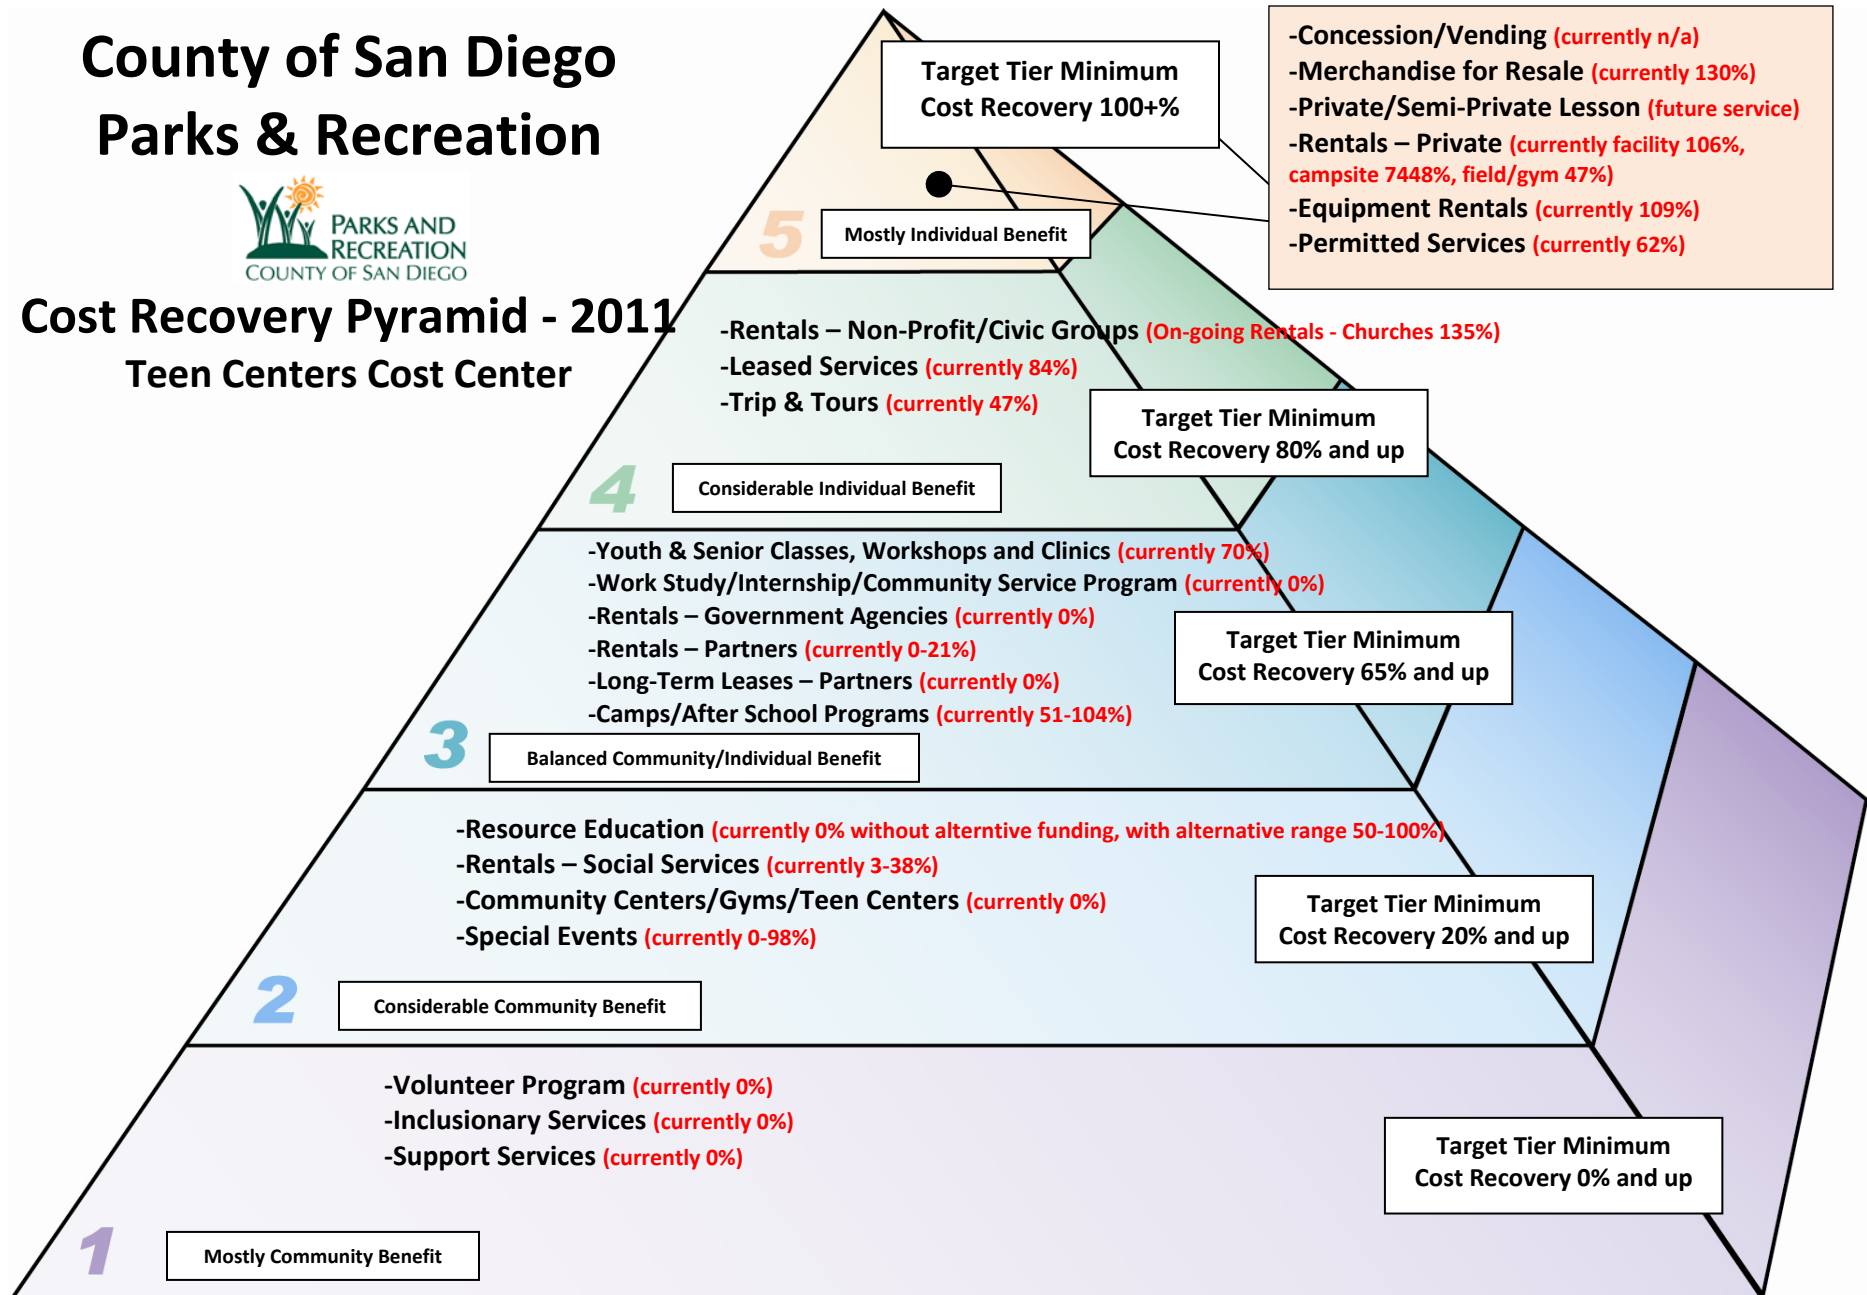 County of San Diego
Parks & Recreation
PARKS AND
RECREATION
COUNTY OF SAN DIEGO
Cost Recovery Pyramid - 2011
Teen Centers Cost Center
Target Tier Minimum
Cost Recovery 100+%
-Concession/Vending (currently n/a)
-Merchandise for Resale (currently 130%)
-Private/Semi-Private Lesson (future service)
-Rentals – Private (currently facility 106%,
campsite 7448%, field/gym 47%)
-Equipment Rentals (currently 109%)
-Permitted Services (currently 62%)
5
Mostly Individual Benefit
-Rentals – Non-Profit/Civic Groups (On-going Rentals - Churches 135%)
-Leased Services (currently 84%)
-Trip & Tours (currently 47%)
Target Tier Minimum
Cost Recovery 80% and up
4
Considerable Individual Benefit
-Youth & Senior Classes, Workshops and Clinics (currently 70%)
-Work Study/Internship/Community Service Program (currently 0%)
-Rentals – Government Agencies (currently 0%)
-Rentals – Partners (currently 0-21%)
-Long-Term Leases – Partners (currently 0%)
-Camps/After School Programs (currently 51-104%)
Target Tier Minimum
Cost Recovery 65% and up
3
Balanced Community/Individual Benefit
-Resource Education (currently 0% without alterntive funding, with alternative range 50-100%)
-Rentals – Social Services (currently 3-38%)
-Community Centers/Gyms/Teen Centers (currently 0%)
-Special Events (currently 0-98%)
Target Tier Minimum
Cost Recovery 20% and up
2
Considerable Community Benefit
-Volunteer Program (currently 0%)
-Inclusionary Services (currently 0%)
-Support Services (currently 0%)
Target Tier Minimum
Cost Recovery 0% and up
1
Mostly Community Benefit